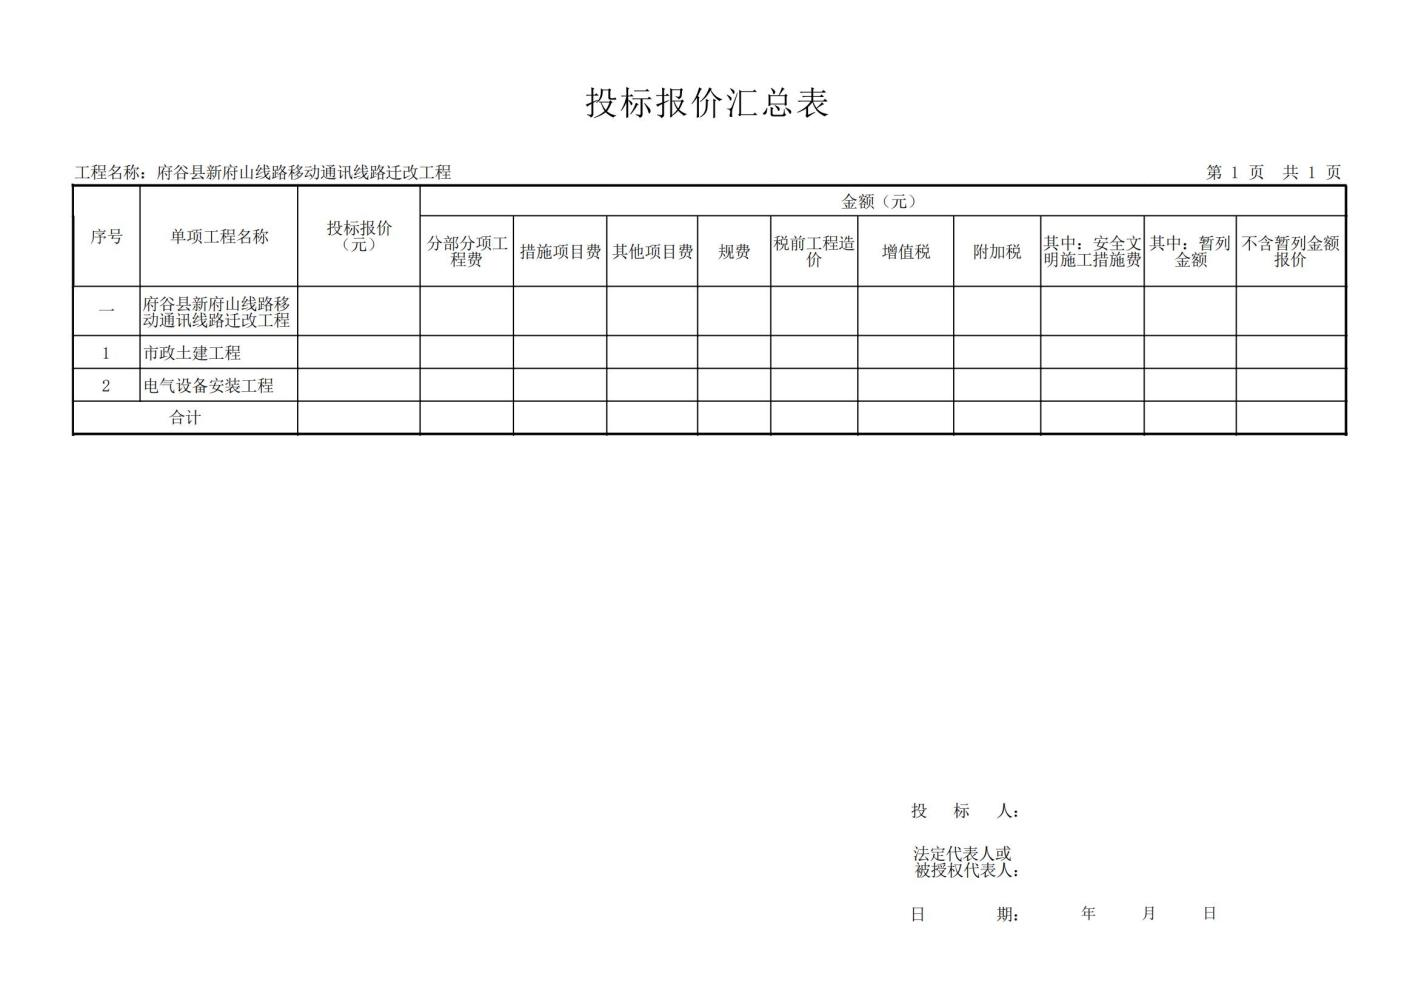 投标报价汇总表
工程名称：府谷县新府山线路移动通讯线路迁改工程 第 1 页 共 1 页
序号 单项工程名称 投标报价（元） 金额（元）
分部分项工程费 措施项目费 其他项目费 规费 税前工程造价 增值税 附加税 其中：安全文明施工措施费 其中：暂列金额 不含暂列金额报价
一 府谷县新府山线路移动通讯线路迁改工程
1 市政土建工程
2 电气设备安装工程
合计
投 标 人：
法定代表人或
被授权代表人：
日 期： 年 月 日